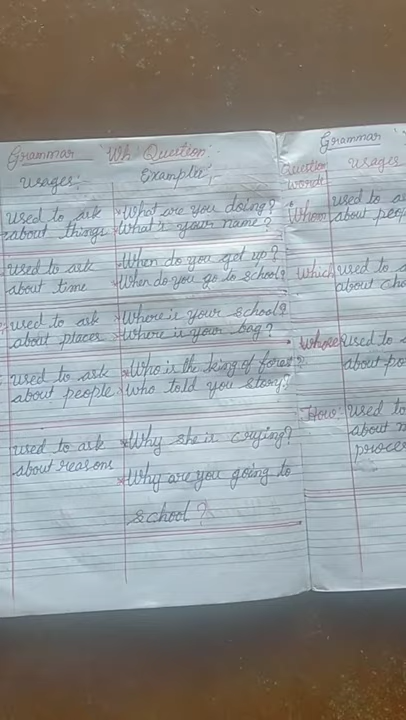 Grammar Wh: Question:
Usages:- Example:-
used to ask about things
What are you doing?
What's your name?
used to ask about time
When do you get up?
When do you go to school?
used to ask about places
Where is your school?
Where is your bag?
used to ask about people
Who is the king of forest?
Who told you story?
used to ask about reasons
Why she is crying?
Why are you going to
school?
Grammar
Question Words
Usages
Whom used to
about
Which used to
about
Whose used to
about
How: used to
about